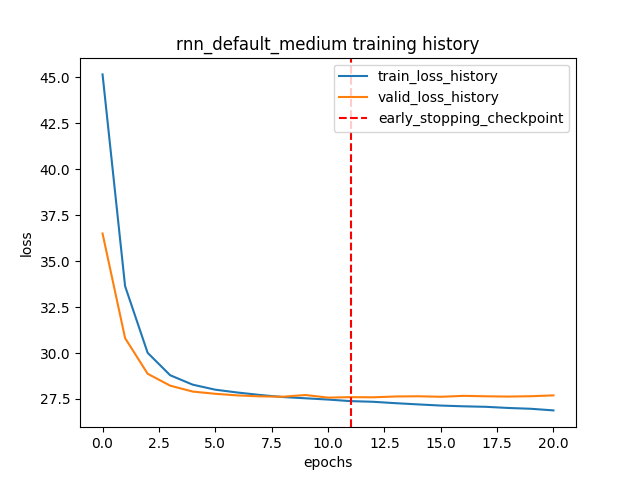 rnn_default_medium training history
train_loss_history
valid_loss_history
early_stopping_checkpoint
45.0
42.5
40.0
37.5
35.0
32.5
30.0
27.5
loss
0.0 2.5 5.0 7.5 10.0 12.5 15.0 17.5 20.0
epochs